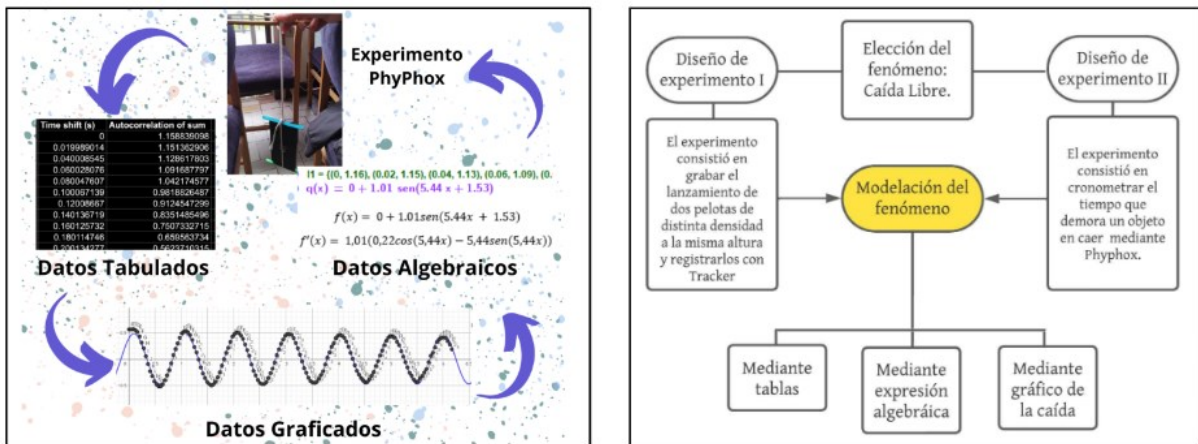 Experimento
PhyPhox
Time shift (s) Autocorrelation of sum
0 1.158839098
0.019989014 1.151362906
0.040008545 1.128617803
0.060028076 1.091687797
0.080047607 1.042174577
0.100067139 0.9818826487
0.12008667 0.9124547299
0.140136719 0.8351485496
0.160125732 0.7507332715
0.180114746 0.659563734
0.200134277 0.5623710315
Datos Tabulados
l1 = {(0, 1.16), (0.02, 1.15), (0.04, 1.13), (0.06, 1.09), (0.
q(x) = 0 + 1.01 sen(5.44 x + 1.53)
f(x) = 0 + 1.01sen(5.44x + 1.53)
f'(x) = 1,01(0,22cos(5,44x) − 5,44sen(5,44x))
Datos Algebraicos
Datos Graficados
Diseño de
experimento I
Elección del
fenómeno:
Caída Libre.
Diseño de
experimento II
El experimento
consistió en
grabar el
lanzamiento de
dos pelotas de
distinta densidad
a la misma altura
y registrarlos con
Tracker
Modelación del
fenómeno
El experimento
consistió en
cronometrar el
tiempo que
demora un objeto
en caer mediante
Phyphox.
Mediante
tablas
Mediante
expresión
algebráica
Mediante
gráfico de
la caída